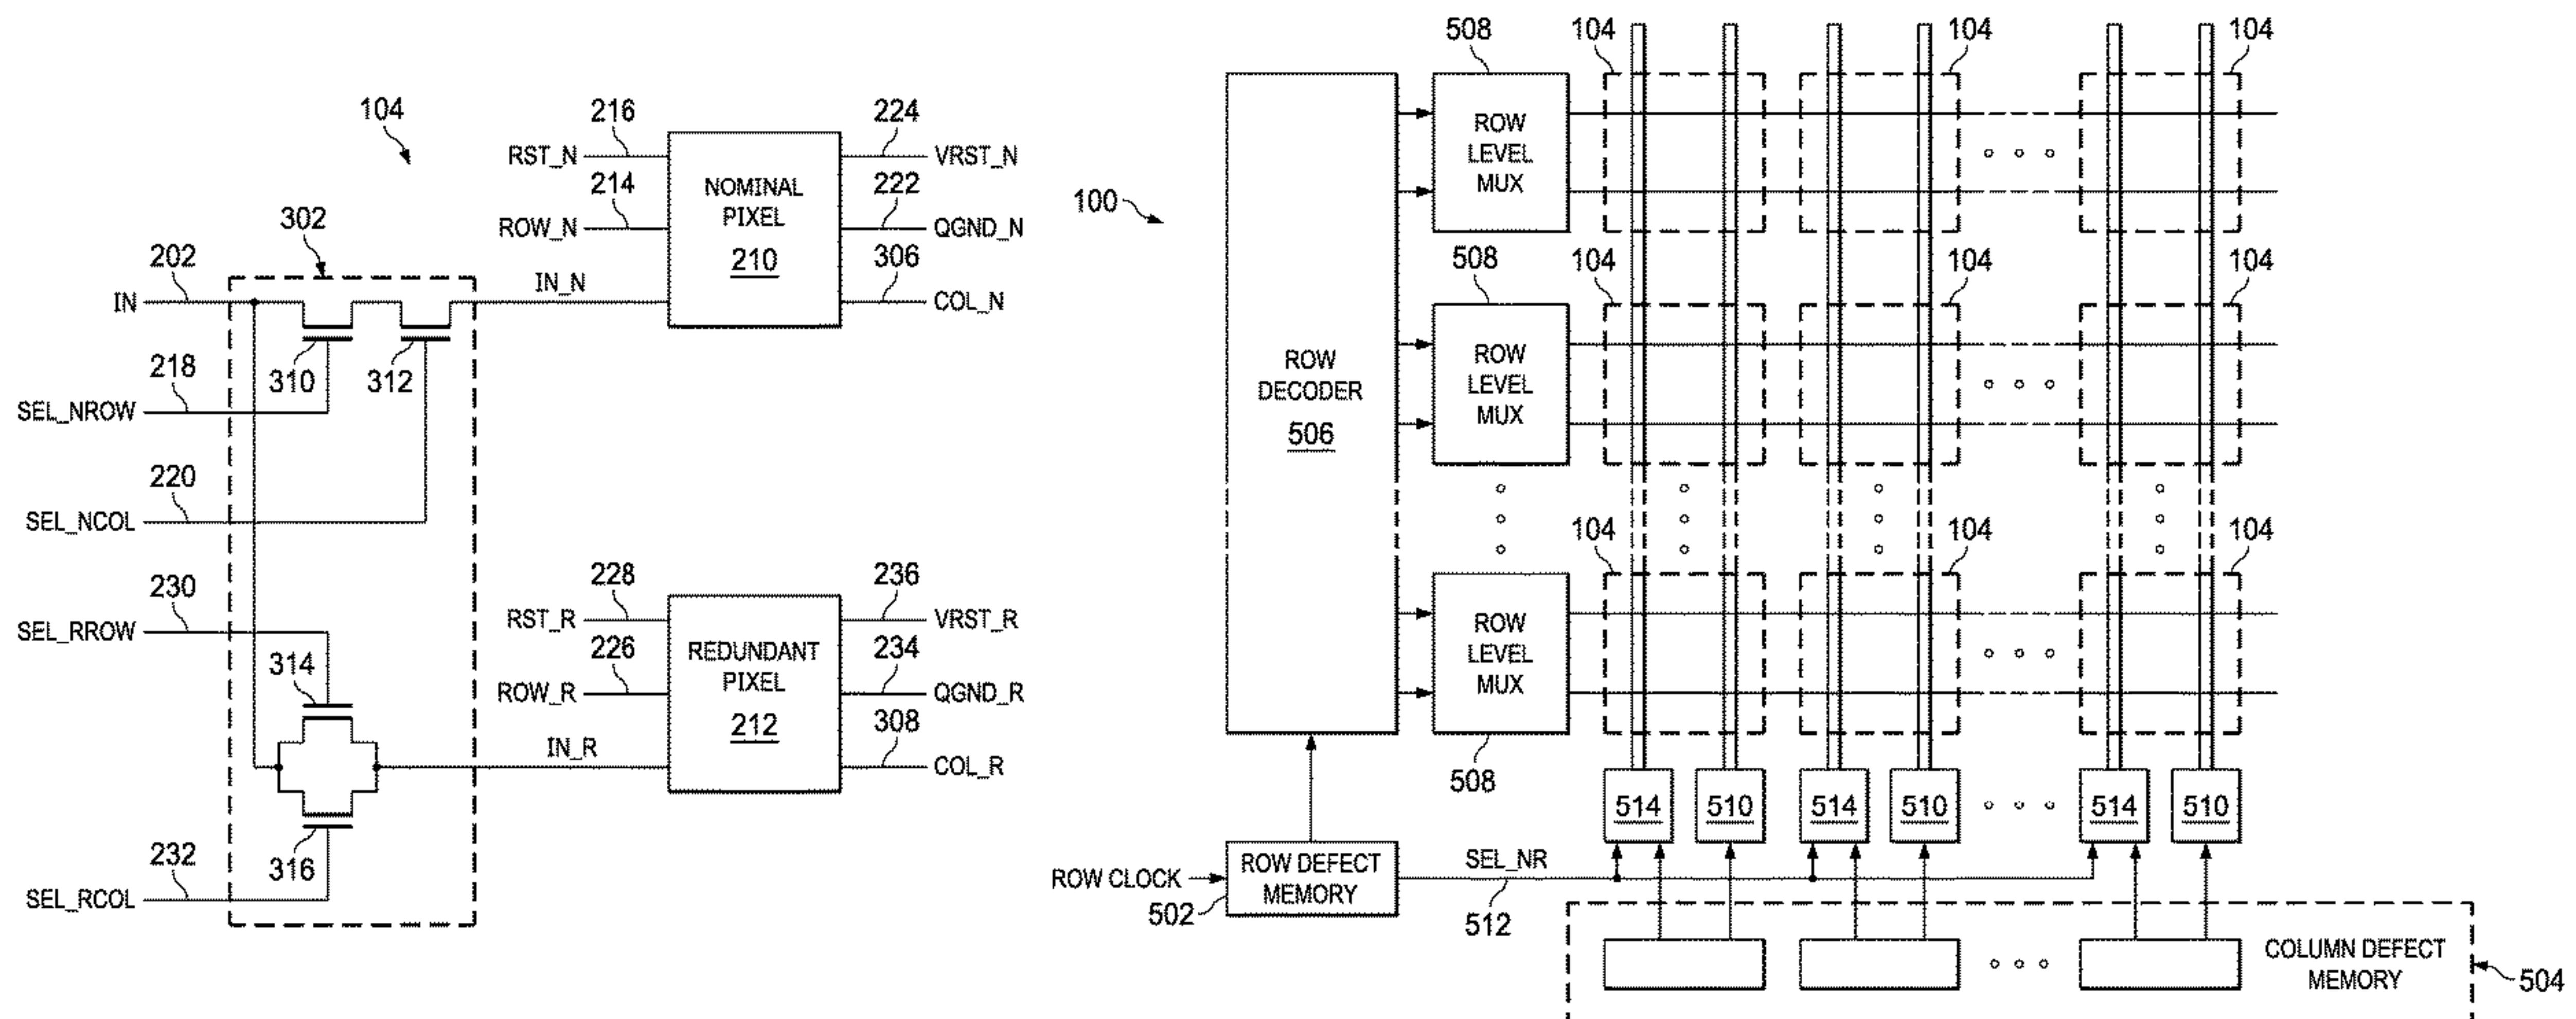 104
302
202
IN
218
SEL_NROW
220
SEL_NCOL
230
SEL_RROW
232
SEL_RCOL
310
312
314
316
IN_N
IN_R
216
RST_N
214
ROW_N
NOMINAL
PIXEL
210
224
VRST_N
222
QGND_N
306
COL_N
228
RST_R
226
ROW_R
REDUNDANT
PIXEL
212
236
VRST_R
234
QGND_R
308
COL_R
100
ROW
DECODER
506
508
ROW
LEVEL
MUX
104
104
104
508
ROW
LEVEL
MUX
104
104
104
ROW
LEVEL
MUX
508
104
104
104
514
510
514
510
514
510
ROW CLOCK
ROW DEFECT
MEMORY
502
SEL_NR
512
COLUMN DEFECT
MEMORY
504